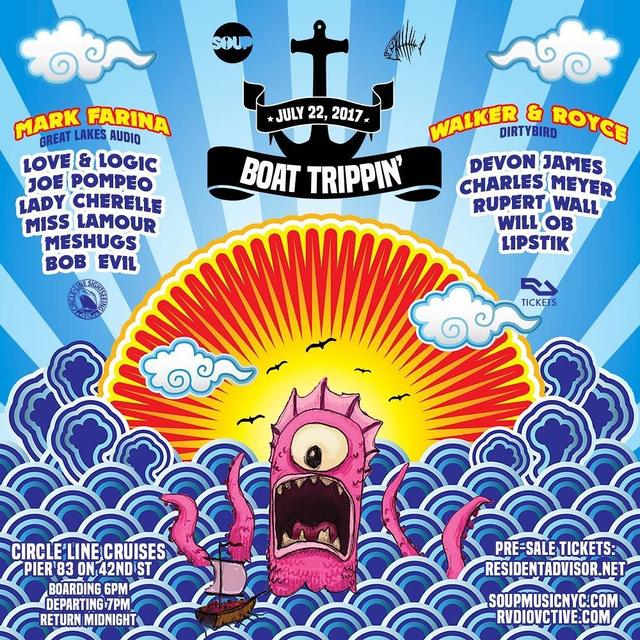 SOUP
★JULY 22, 2017★
BOAT TRIPPIN'
MARK FARINA
GREAT LAKES AUDIO
LOVE & LOGIC
JOE POMPEO
LADY CHERELLE
MISS LAMOUR
MESHUGS
BOB EVIL
CIRCLE-LINE SIGHTSEEING
WALKER & ROYCE
DIRTYBIRD
DEVON JAMES
CHARLES MEYER
RUPERT WALL
WILL OB
LIPSTIK
TICKETS
CIRCLE LINE CRUISES
PIER 83 ON 42ND ST
BOARDING 6PM
DEPARTING 7PM
RETURN MIDNIGHT
PRE-SALE TICKETS:
RESIDENTADVISOR.NET
SOUPMUSICNYC.COM
RVDIOVCTIVE.COM